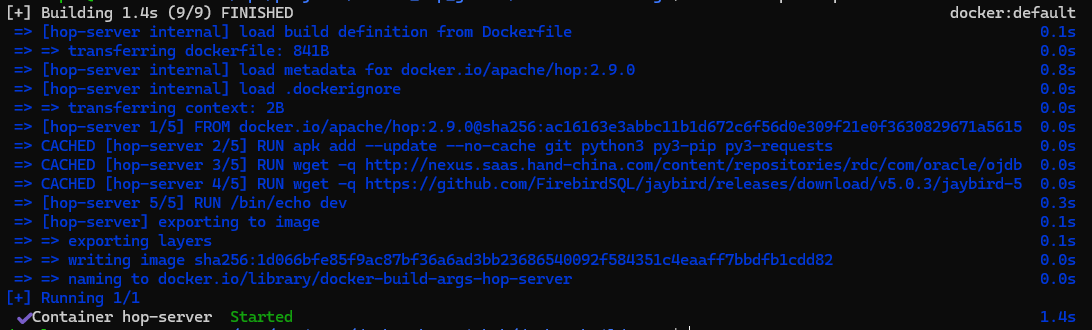 [+] Building 1.4s (9/9) FINISHED docker:default
=> [hop-server internal] load build definition from Dockerfile 0.1s
=> => transferring dockerfile: 841B 0.0s
=> [hop-server internal] load metadata for docker.io/apache/hop:2.9.0 0.8s
=> [hop-server internal] load .dockerignore 0.0s
=> => transferring context: 2B 0.0s
=> [hop-server 1/5] FROM docker.io/apache/hop:2.9.0@sha256:ac16163e3abbc11b1d672c6f56d0e309f21e0f3630829671a5615 0.0s
=> CACHED [hop-server 2/5] RUN apk add --update --no-cache git python3 py3-pip py3-requests 0.0s
=> CACHED [hop-server 3/5] RUN wget -q http://nexus.saas.hand-china.com/content/repositories/rdc/com/oracle/ojdb 0.0s
=> CACHED [hop-server 4/5] RUN wget -q https://github.com/FirebirdSQL/jaybird/releases/download/v5.0.3/jaybird-5 0.0s
=> [hop-server 5/5] RUN /bin/echo dev 0.3s
=> [hop-server] exporting to image 0.1s
=> => exporting layers 0.1s
=> => writing image sha256:1d066bfe85f9ac87bf36a6ad3bb23686540092f584351c4eaaff7bbdfb1cdd82 0.0s
=> => naming to docker.io/library/docker-build-args-hop-server 0.0s
[+] Running 1/1
✔Container hop-server Started 1.4s